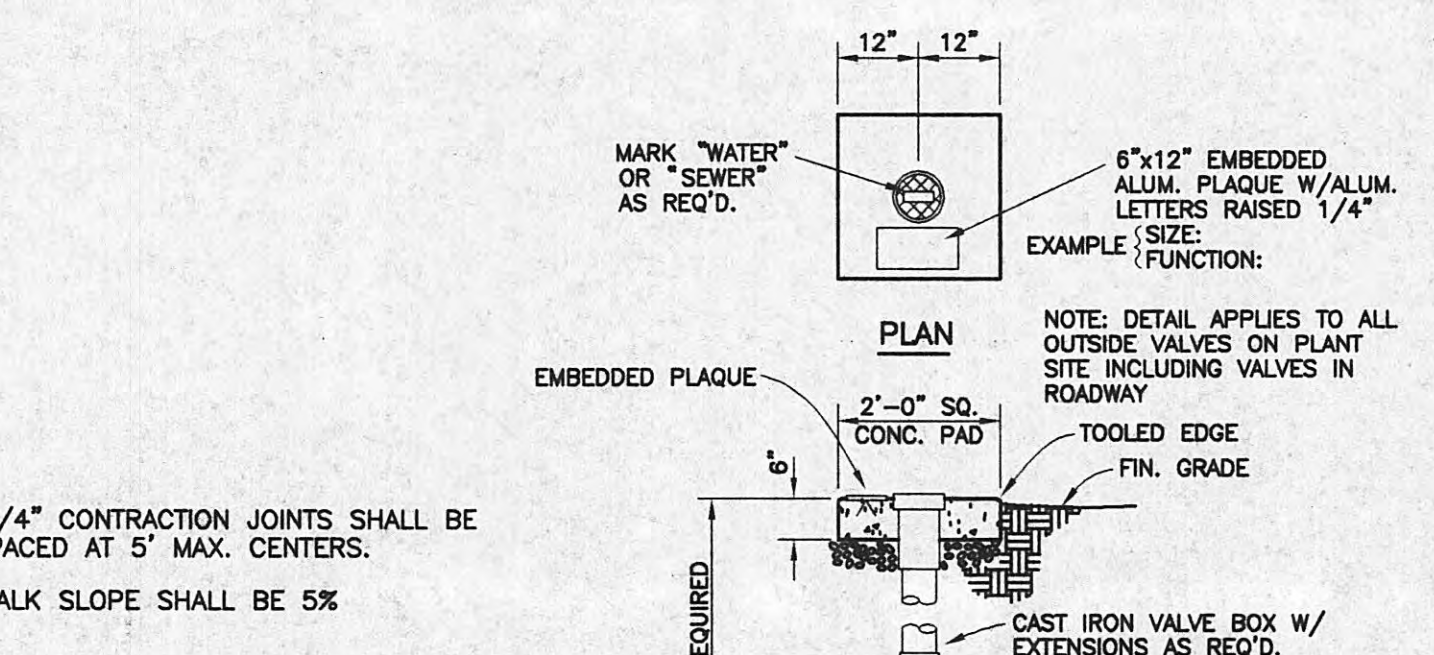 12" 12"
MARK "WATER"
OR "SEWER"
AS REQ'D.
6"x12" EMBEDDED
ALUM. PLAQUE W/ALUM.
LETTERS RAISED 1/4"
EXAMPLE { SIZE:
FUNCTION:
PLAN
NOTE: DETAIL APPLIES TO ALL
OUTSIDE VALVES ON PLANT
SITE INCLUDING VALVES IN
ROADWAY
EMBEDDED PLAQUE
2'-0" SQ.
CONC. PAD
TOOLED EDGE
FIN. GRADE
6"
/4" CONTRACTION JOINTS SHALL BE
PACED AT 5' MAX. CENTERS.
ALK SLOPE SHALL BE 5%
EQUIRED
CAST IRON VALVE BOX W/
EXTENSIONS AS REQ'D.